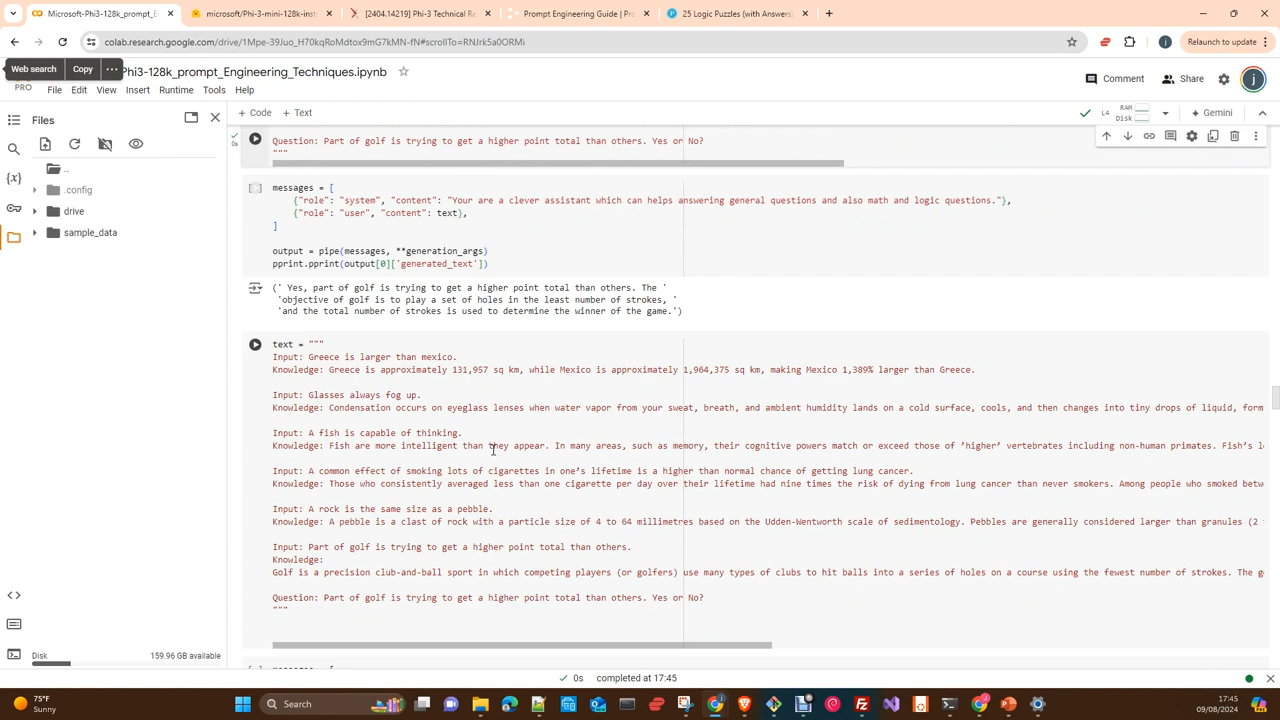 Microsoft-Phi-3-128k_prompt_E
microsoft/Phi-3-mini-128k-inst
[2404.14219] Phi-3 Technical Re
Prompt Engineering Guide | Pro
25 Logic Puzzles (with Answers)
colab.research.google.com/drive/1Mpe-39Juo_H70kqRoMdtox9mG7kMN-fN#scrollTo=RNJrk5a0ORMi
Relaunch to update
Web search
Copy
Phi3-128k_prompt_Engineering_Techniques.ipynb
PRO
File Edit View Insert Runtime Tools Help
Comment
Share
j
Files
+ Code + Text
L4
RAM
Disk
Gemini
..
.config
drive
sample_data
0s
Question: Part of golf is trying to get a higher point total than others. Yes or No?
"""
messages = [
{"role": "system", "content": "Your are a clever assistant which can helps answering general questions and also math and logic questions."},
{"role": "user", "content": text},
]
output = pipe(messages, **generation_args)
pprint.pprint(output[0]['generated_text'])
(' Yes, part of golf is trying to get a higher point total than others. The '
'objective of golf is to play a set of holes in the least number of strokes, '
'and the total number of strokes is used to determine the winner of the game.')
text = """
Input: Greece is larger than mexico.
Knowledge: Greece is approximately 131,957 sq km, while Mexico is approximately 1,964,375 sq km, making Mexico 1,389% larger than Greece.
Input: Glasses always fog up.
Knowledge: Condensation occurs on eyeglass lenses when water vapor from your sweat, breath, and ambient humidity lands on a cold surface, cools, and then changes into tiny drops of liquid, form
Input: A fish is capable of thinking.
Knowledge: Fish are more intelligent than they appear. In many areas, such as memory, their cognitive powers match or exceed those of ’higher’ vertebrates including non-human primates. Fish’s l
Input: A common effect of smoking lots of cigarettes in one’s lifetime is a higher than normal chance of getting lung cancer.
Knowledge: Those who consistently averaged less than one cigarette per day over their lifetime had nine times the risk of dying from lung cancer than never smokers. Among people who smoked betw
Input: A rock is the same size as a pebble.
Knowledge: A pebble is a clast of rock with a particle size of 4 to 64 millimetres based on the Udden-Wentworth scale of sedimentology. Pebbles are generally considered larger than granules (2
Input: Part of golf is trying to get a higher point total than others.
Knowledge:
Golf is a precision club-and-ball sport in which competing players (or golfers) use many types of clubs to hit balls into a series of holes on a course using the fewest number of strokes. The g
Question: Part of golf is trying to get a higher point total than others. Yes or No?
"""
Disk
159.96 GB available
0s completed at 17:45
75°F
Sunny
Search
17:45
09/08/2024